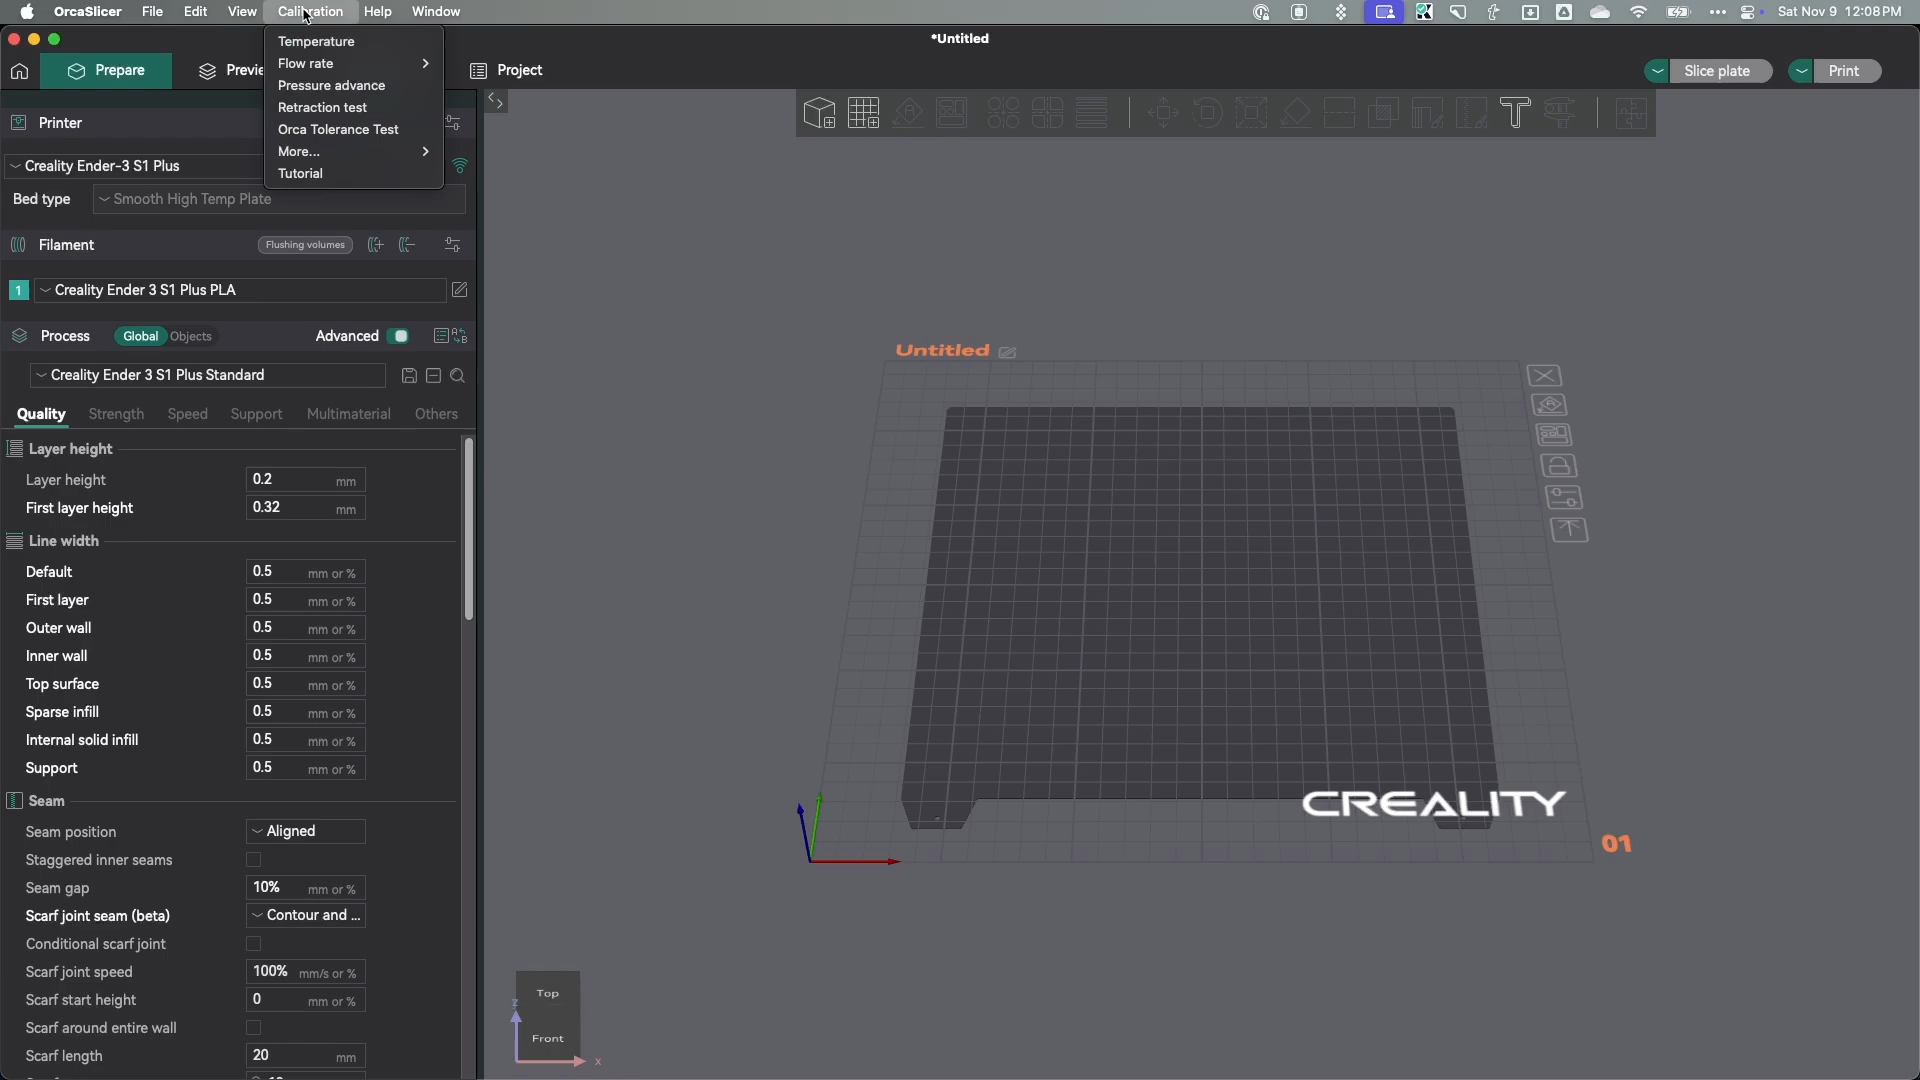 OrcaSlicer File Edit View Calibration Help Window Sat Nov 9 12:08 PM
*Untitled
Temperature
Flow rate
Pressure advance
Retraction test
Orca Tolerance Test
More...
Tutorial
Prepare Previe Project Slice plate Print
Printer
Creality Ender-3 S1 Plus
Bed type Smooth High Temp Plate
Filament Flushing volumes
1 Creality Ender 3 S1 Plus PLA
Process Global Objects Advanced
Creality Ender 3 S1 Plus Standard
Quality Strength Speed Support Multimaterial Others
Layer height
Layer height 0.2 mm
First layer height 0.32 mm
Line width
Default 0.5 mm or %
First layer 0.5 mm or %
Outer wall 0.5 mm or %
Inner wall 0.5 mm or %
Top surface 0.5 mm or %
Sparse infill 0.5 mm or %
Internal solid infill 0.5 mm or %
Support 0.5 mm or %
Seam
Seam position Aligned
Staggered inner seams
Seam gap 10% mm or %
Scarf joint seam (beta) Contour and ...
Conditional scarf joint
Scarf joint speed 100% mm/s or %
Scarf start height 0 mm or %
Scarf around entire wall
Scarf length 20 mm
Untitled
CREALITY
01
Top
Front
z
x